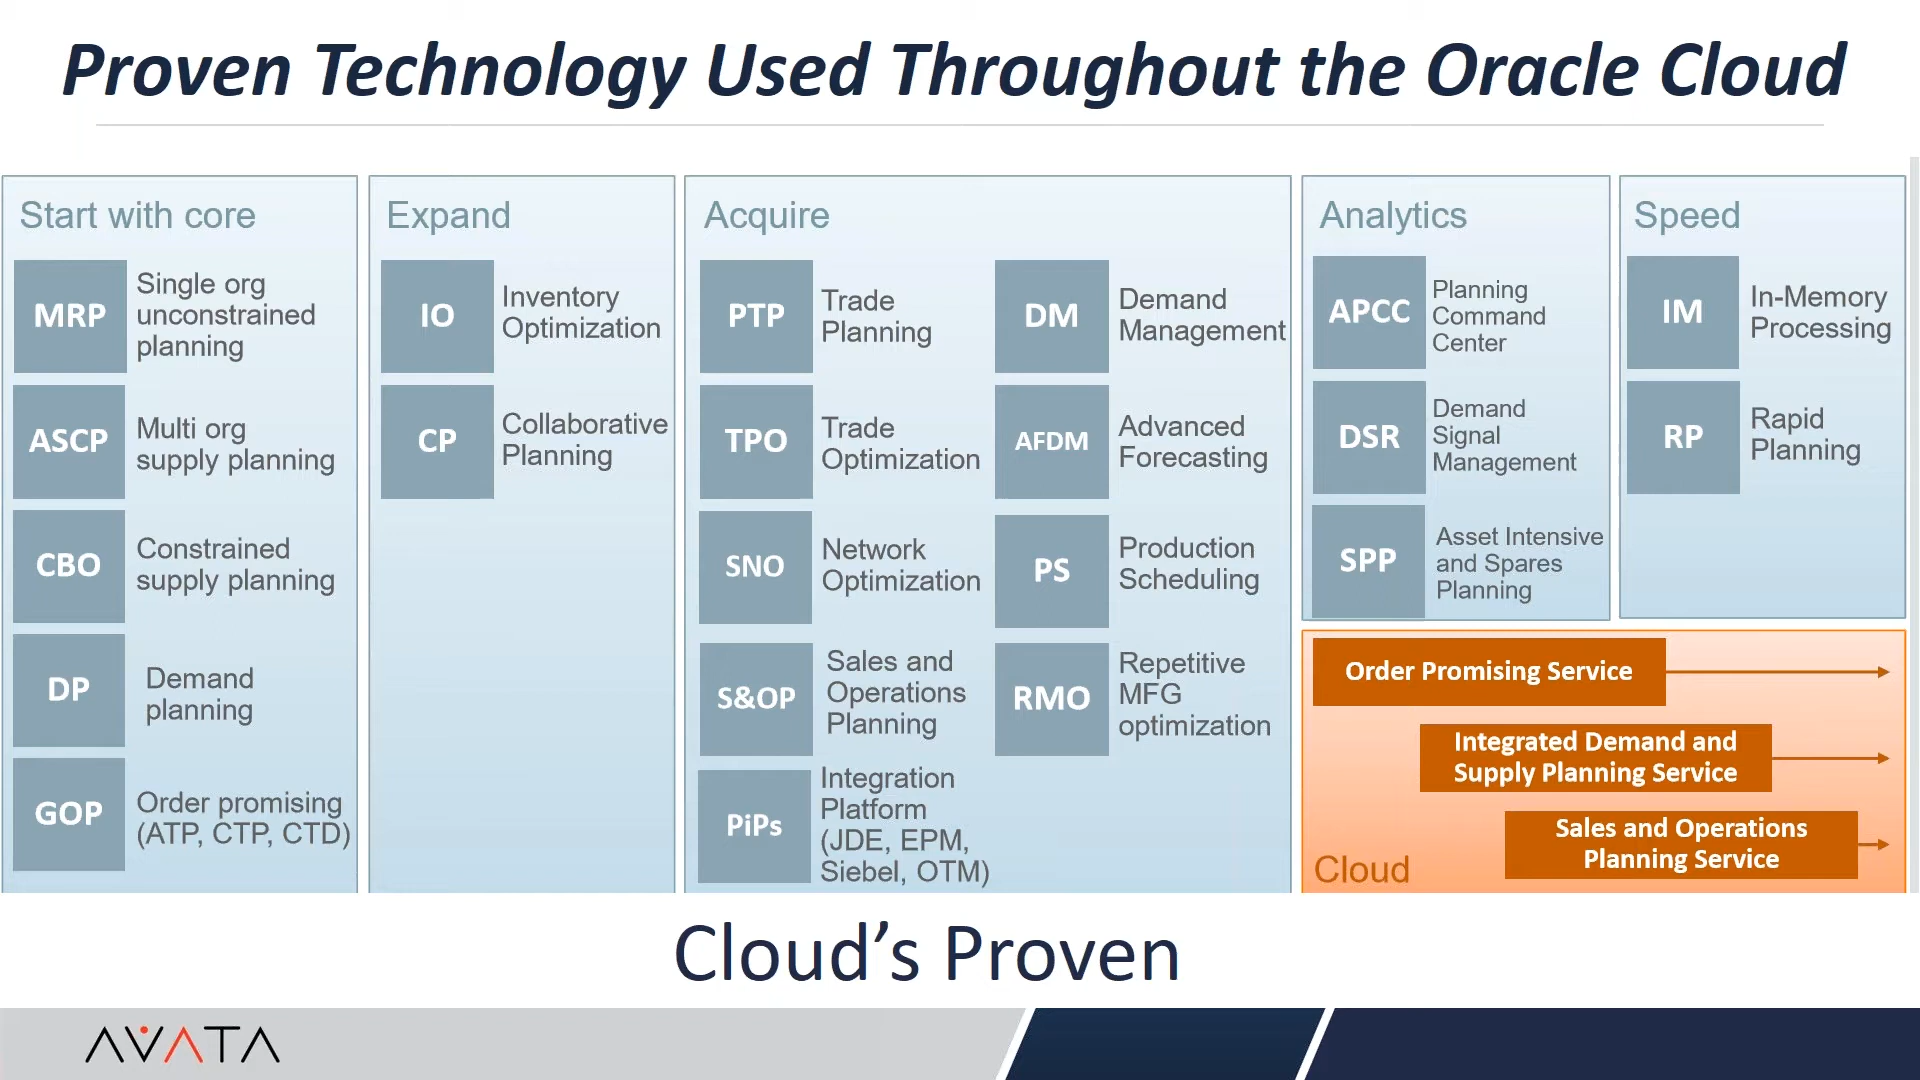 Proven Technology Used Throughout the Oracle Cloud
Start with core
MRP
Single org
unconstrained
planning
ASCP
Multi org
supply planning
CBO
Constrained
supply planning
DP
Demand
planning
GOP
Order promising
(ATP, CTP, CTD)
Expand
IO
Inventory
Optimization
CP
Collaborative
Planning
Acquire
PTP
Trade
Planning
TPO
Trade
Optimization
SNO
Network
Optimization
S&OP
Sales and
Operations
Planning
PiPs
Integration
Platform
(JDE, EPM,
Siebel, OTM)
DM
Demand
Management
AFDM
Advanced
Forecasting
PS
Production
Scheduling
RMO
Repetitive
MFG
optimization
Analytics
APCC
Planning
Command
Center
DSR
Demand
Signal
Management
SPP
Asset Intensive
and Spares
Planning
Speed
IM
In-Memory
Processing
RP
Rapid
Planning
Order Promising Service
Integrated Demand and
Supply Planning Service
Sales and Operations
Planning Service
Cloud
Cloud’s Proven
AVATA